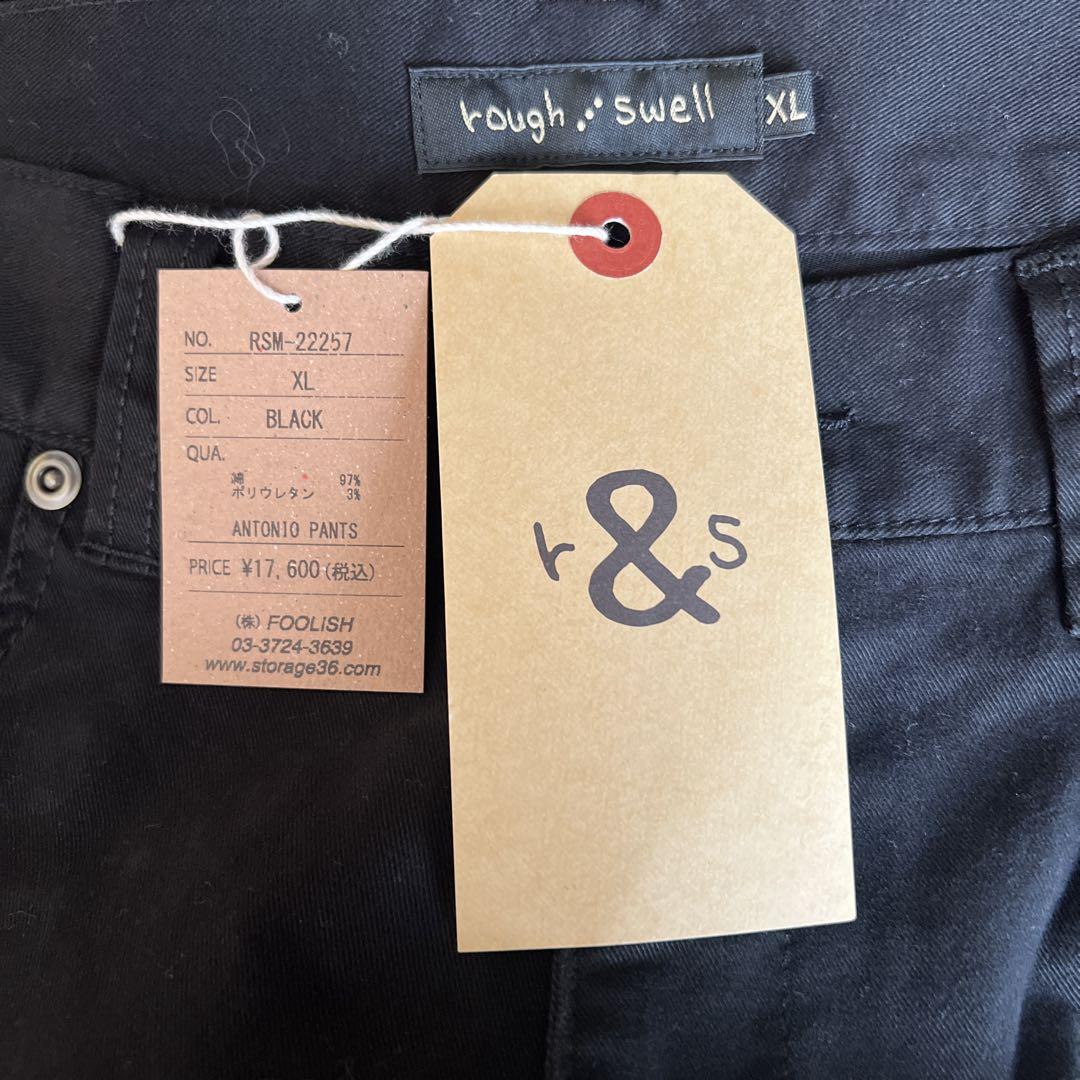 rough swell XL
NO. RSM-22257
SIZE XL
COL. BLACK
QUA.
綿 97%
ポリウレタン 3%
ANTONIO PANTS
PRICE ¥17,600(税込)
(株) FOOLISH
03-3724-3639
www.storage36.com
r&s